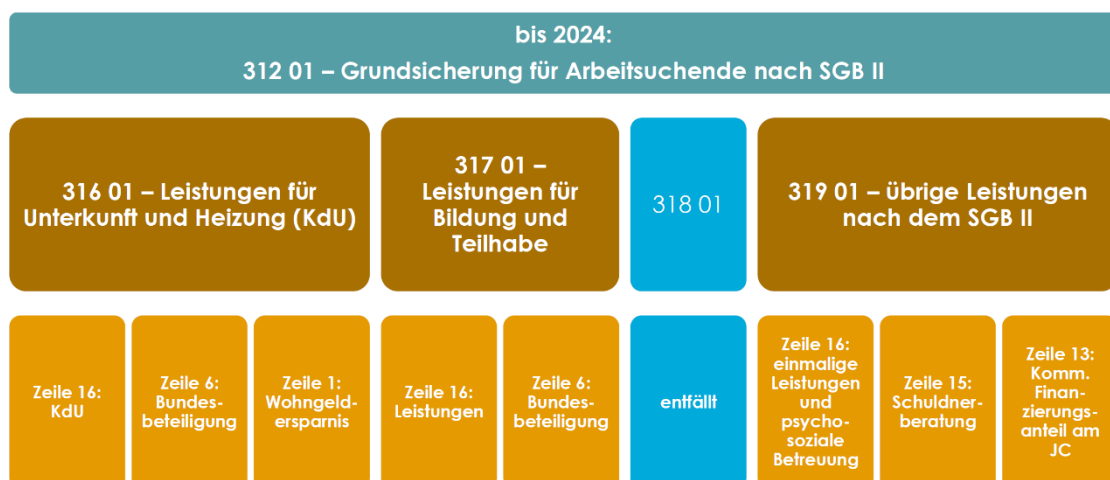 bis 2024:
312 01 – Grundsicherung für Arbeitsuchende nach SGB II
316 01 – Leistungen für
Unterkunft und Heizung (KdU)
317 01 –
Leistungen für
Bildung und
Teilhabe
318 01
319 01 – übrige Leistungen
nach dem SGB II
Zeile 16:
KdU
Zeile 6:
Bundes-
beteiligung
Zeile 1:
Wohngeld-
ersparnis
Zeile 16:
Leistungen
Zeile 6:
Bundes-
beteiligung
entfällt
Zeile 16:
einmalige
Leistungen
und
psycho-
soziale
Betreuung
Zeile 15:
Schuldner-
beratung
Zeile 13:
Komm.
Finan-
zierungs-
anteil am
JC